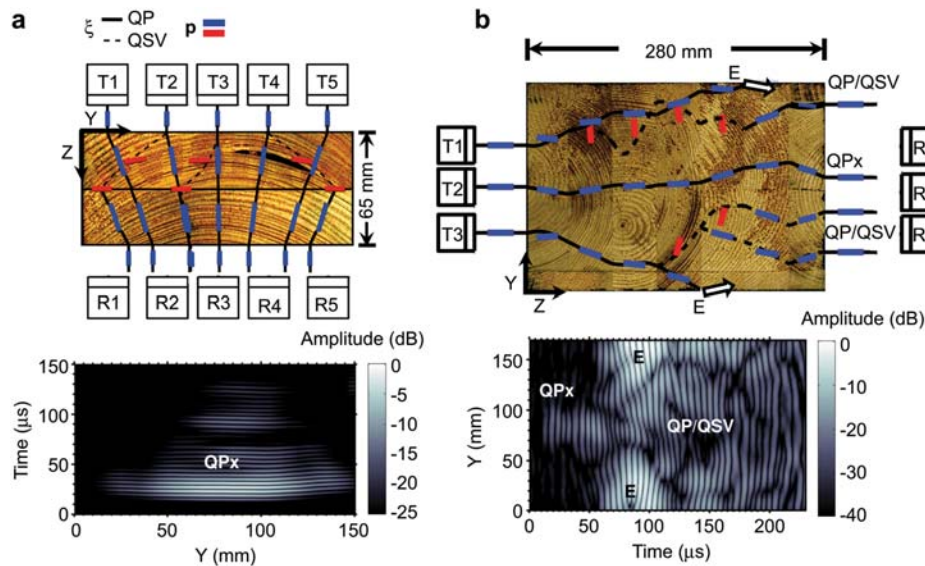 a
ξ QP
QSV
p
T1 T2 T3 T4 T5
Y
Z
65 mm
R1 R2 R3 R4 R5
Amplitude (dB)
150
100
50
0
Time (µs)
QPx
0
-5
-10
-15
-20
-25
0 50 100 150
Y (mm)
b
280 mm
E
QP/QSV
T1
R
T2
QPx
R
T3
R
QP/QSV
Y
Z
E
Amplitude (dB)
150
100
50
0
Y (mm)
E
QPx
QP/QSV
E
0
-10
-20
-30
-40
0 50 100 150 200
Time (µs)